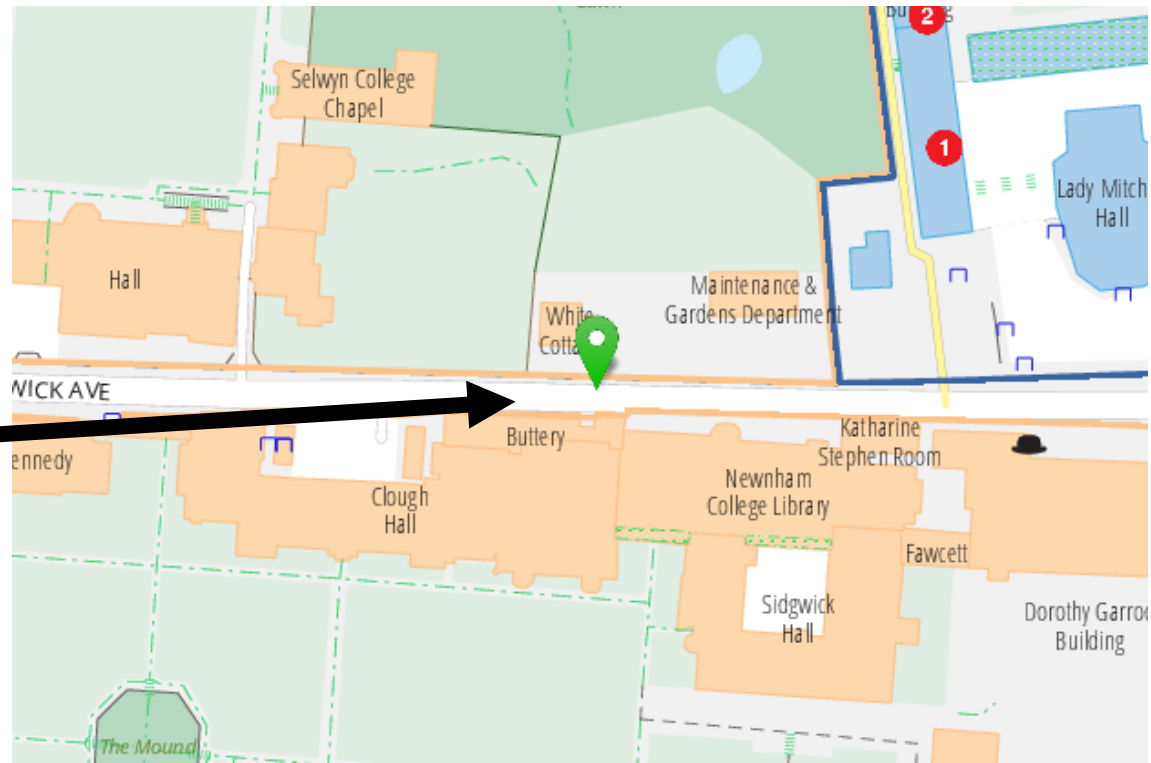 2
Selwyn College
Chapel
1
Lady Mitch
Hall
Hall
Maintenance &
Gardens Department
White
Cotta
WICK AVE
Buttery
Katharine
Stephen Room
ennedy
Newnham
College Library
Clough
Hall
Fawcett
Sidgwick
Hall
Dorothy Garrod
Building
The Mound